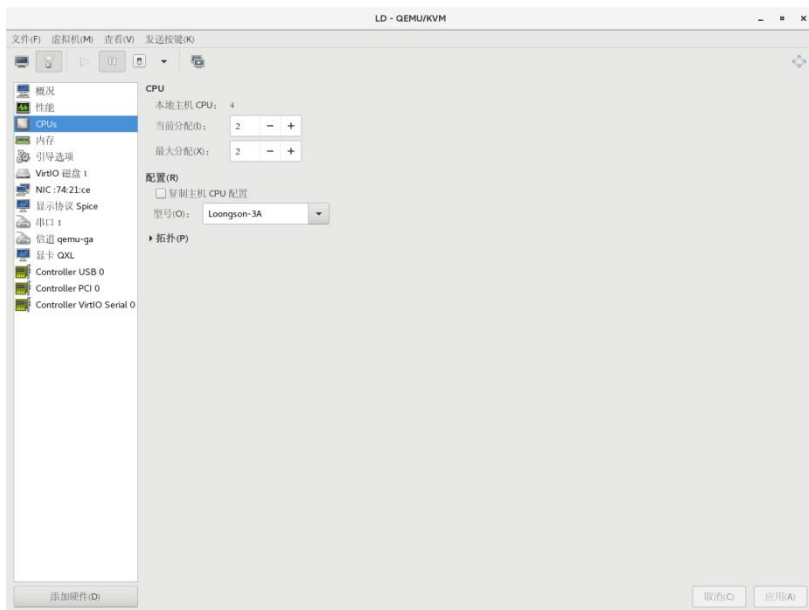 LD - QEMU/KVM
文件(F) 虚拟机(M) 查看(V) 发送按键(K)
概况
性能
CPUs
内存
引导选项
VirtIO 磁盘 1
NIC :74:21:ce
显示协议 Spice
串口 1
信道 qemu-ga
显卡 QXL
Controller USB 0
Controller PCI 0
Controller VirtIO Serial 0
添加硬件(D)
CPU
本地主机 CPU： 4
当前分配(I)： 2 − +
最大分配(X)： 2 − +
配置(R)
复制主机 CPU 配置
型号(O)： Loongson-3A
拓扑(P)
取消(C) 应用(A)